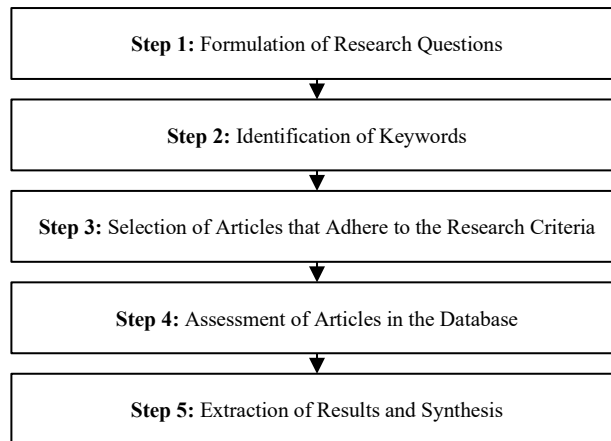 Step 1: Formulation of Research Questions
Step 2: Identification of Keywords
Step 3: Selection of Articles that Adhere to the Research Criteria
Step 4: Assessment of Articles in the Database
Step 5: Extraction of Results and Synthesis